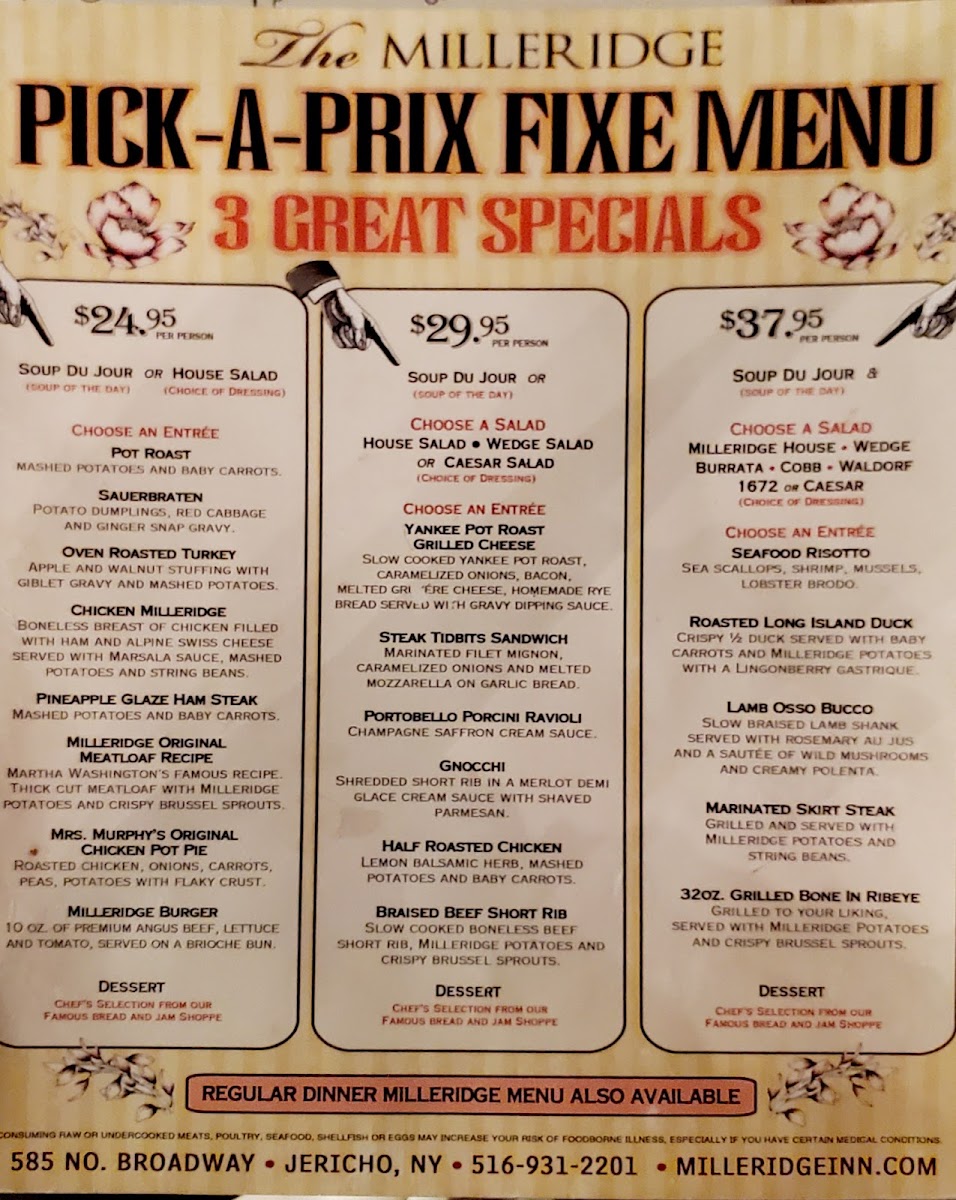 The MILLERIDGE
PICK-A-PRIX FIXE MENU
3 GREAT SPECIALS
$24.95
PER PERSON
SOUP DU JOUR OR HOUSE SALAD
(SOUP OF THE DAY) (CHOICE OF DRESSING)
CHOOSE AN ENTRÉE
POT ROAST
MASHED POTATOES AND BABY CARROTS.
SAUERBRATEN
POTATO DUMPLINGS, RED CABBAGE
AND GINGER SNAP GRAVY.
OVEN ROASTED TURKEY
APPLE AND WALNUT STUFFING WITH
GIBLET GRAVY AND MASHED POTATOES.
CHICKEN MILLERIDGE
BONELESS BREAST OF CHICKEN FILLED
WITH HAM AND ALPINE SWISS CHEESE
SERVED WITH MARSALA SAUCE, MASHED
POTATOES AND STRING BEANS.
PINEAPPLE GLAZE HAM STEAK
MASHED POTATOES AND BABY CARROTS.
MILLERIDGE ORIGINAL
MEATLOAF RECIPE
MARTHA WASHINGTON'S FAMOUS RECIPE.
THICK CUT MEATLOAF WITH MILLERIDGE
POTATOES AND CRISPY BRUSSEL SPROUTS.
MRS. MURPHY'S ORIGINAL
CHICKEN POT PIE
ROASTED CHICKEN, ONIONS, CARROTS,
PEAS, POTATOES WITH FLAKY CRUST.
MILLERIDGE BURGER
10 OZ. OF PREMIUM ANGUS BEEF, LETTUCE
AND TOMATO, SERVED ON A BRIOCHE BUN.
DESSERT
CHEF'S SELECTION FROM OUR
FAMOUS BREAD AND JAM SHOPPE
$29.95
PER PERSON
SOUP DU JOUR OR
(SOUP OF THE DAY)
CHOOSE A SALAD
HOUSE SALAD • WEDGE SALAD
OR CAESAR SALAD
(CHOICE OF DRESSING)
CHOOSE AN ENTRÉE
YANKEE POT ROAST
GRILLED CHEESE
SLOW COOKED YANKEE POT ROAST,
CARAMELIZED ONIONS, BACON,
MELTED CHEESE, HOMEMADE RYE
BREAD SERVED WITH GRAVY DIPPING SAUCE.
STEAK TIDBITS SANDWICH
MARINATED FILET MIGNON,
CARAMELIZED ONIONS AND MELTED
MOZZARELLA ON GARLIC BREAD.
PORTOBELLO PORCINI RAVIOLI
CHAMPAGNE SAFFRON CREAM SAUCE.
GNOCCHI
SHREDDED SHORT RIB IN A MERLOT DEMI
GLACE CREAM SAUCE WITH SHAVED
PARMESAN.
HALF ROASTED CHICKEN
LEMON BALSAMIC HERB, MASHED
POTATOES AND BABY CARROTS.
BRAISED BEEF SHORT RIB
SLOW COOKED BONELESS BEEF
SHORT RIB, MILLERIDGE POTATOES AND
CRISPY BRUSSEL SPROUTS.
DESSERT
CHEF'S SELECTION FROM OUR
FAMOUS BREAD AND JAM SHOPPE
$37.95
PER PERSON
SOUP DU JOUR &
(SOUP OF THE DAY)
CHOOSE A SALAD
MILLERIDGE HOUSE • WEDGE
BURRATA • COBB • WALDORF
1672 OR CAESAR
(CHOICE OF DRESSING)
CHOOSE AN ENTRÉE
SEAFOOD RISOTTO
SEA SCALLOPS, SHRIMP, MUSSELS,
LOBSTER BRODO.
ROASTED LONG ISLAND DUCK
CRISPY ½ DUCK SERVED WITH BABY
CARROTS AND MILLERIDGE POTATOES
WITH A LINGONBERRY GASTRIQUE.
LAMB OSSO BUCCO
SLOW BRAISED LAMB SHANK
SERVED WITH ROSEMARY AU JUS
AND A SAUTÉE OF WILD MUSHROOMS
AND CREAMY POLENTA.
MARINATED SKIRT STEAK
GRILLED AND SERVED WITH
MILLERIDGE POTATOES AND
STRING BEANS.
32OZ. GRILLED BONE IN RIBEYE
GRILLED TO YOUR LIKING,
SERVED WITH MILLERIDGE POTATOES
AND CRISPY BRUSSEL SPROUTS.
DESSERT
CHEF'S SELECTION FROM OUR
FAMOUS BREAD AND JAM SHOPPE
REGULAR DINNER MILLERIDGE MENU ALSO AVAILABLE
CONSUMING RAW OR UNDERCOOKED MEATS, POULTRY, SEAFOOD, SHELLFISH OR EGGS MAY INCREASE YOUR RISK OF FOODBORNE ILLNESS, ESPECIALLY IF YOU HAVE CERTAIN MEDICAL CONDITIONS.
585 NO. BROADWAY • JERICHO, NY • 516-931-2201 • MILLERIDGEINN.COM